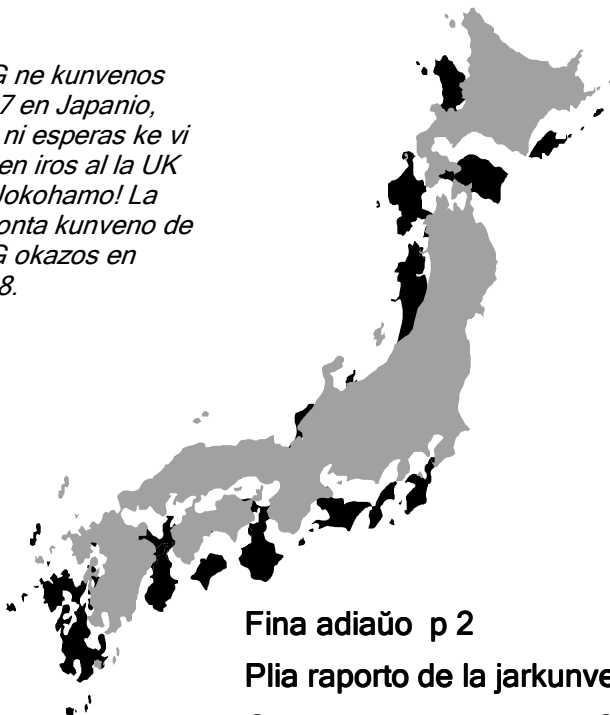 G ne kunvenos
7 en Japanio,
ni esperas ke vi
en iros al la UK
Jokohamo! La
onta kunveno de
G okazos en
8.
Fina adiaŭo p 2
Plia raporto de la jarkunve